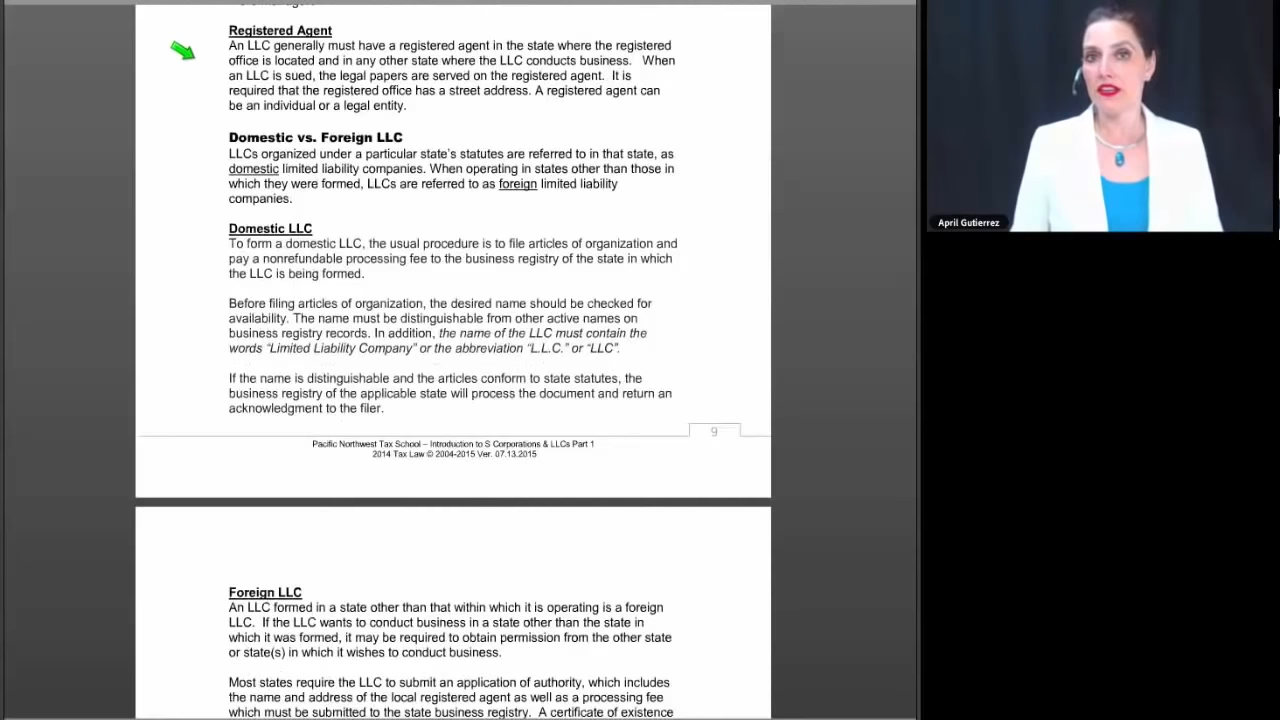 Registered Agent
An LLC generally must have a registered agent in the state where the registered
office is located and in any other state where the LLC conducts business.   When
an LLC is sued, the legal papers are served on the registered agent.  It is
required that the registered office has a street address. A registered agent can
be an individual or a legal entity.
Domestic vs. Foreign LLC
LLCs organized under a particular state's statutes are referred to in that state, as
domestic limited liability companies. When operating in states other than those in
which they were formed, LLCs are referred to as foreign limited liability
companies.
Domestic LLC
To form a domestic LLC, the usual procedure is to file articles of organization and
pay a nonrefundable processing fee to the business registry of the state in which
the LLC is being formed.
Before filing articles of organization, the desired name should be checked for
availability. The name must be distinguishable from other active names on
business registry records. In addition, the name of the LLC must contain the
words “Limited Liability Company” or the abbreviation “L.L.C.” or “LLC”.
If the name is distinguishable and the articles conform to state statutes, the
business registry of the applicable state will process the document and return an
acknowledgment to the filer.
9
Pacific Northwest Tax School – Introduction to S Corporations & LLCs Part 1
2014 Tax Law © 2004-2015 Ver. 07.13.2015
Foreign LLC
An LLC formed in a state other than that within which it is operating is a foreign
LLC.  If the LLC wants to conduct business in a state other than the state in
which it was formed, it may be required to obtain permission from the other state
or state(s) in which it wishes to conduct business.
Most states require the LLC to submit an application of authority, which includes
the name and address of the local registered agent as well as a processing fee
which must be submitted to the state business registry.  A certificate of existence
April Gutierrez